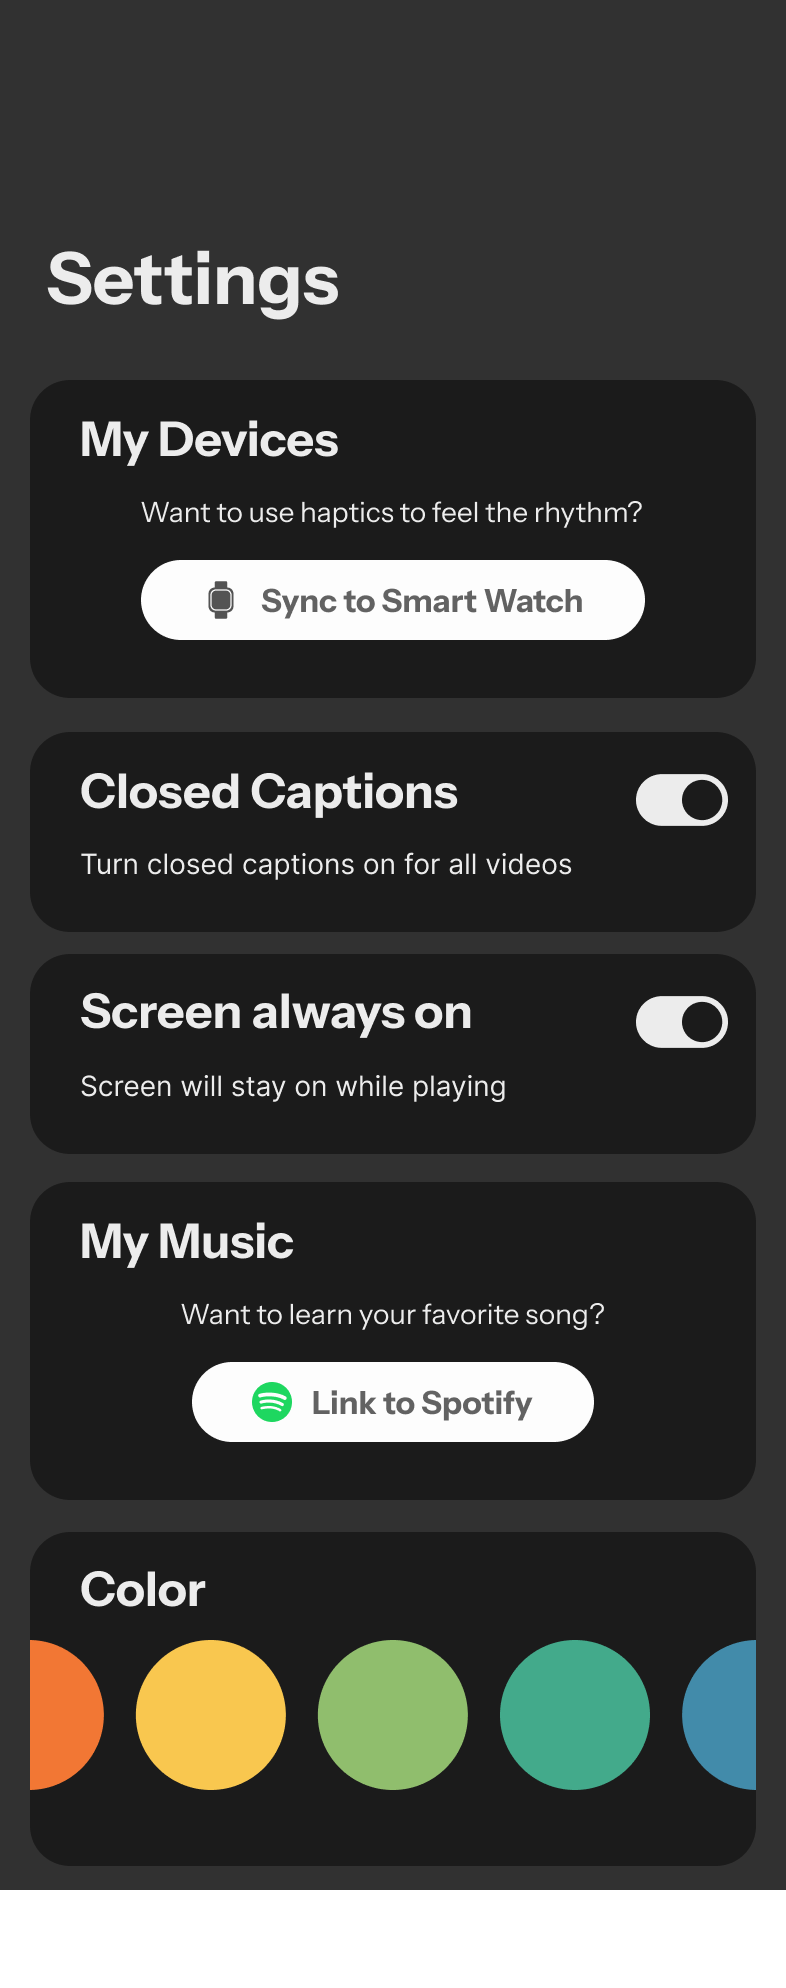 Settings
My Devices
Want to use haptics to feel the rhythm?
Sync to Smart Watch
Closed Captions
Turn closed captions on for all videos
Screen always on
Screen will stay on while playing
My Music
Want to learn your favorite song?
Link to Spotify
Color